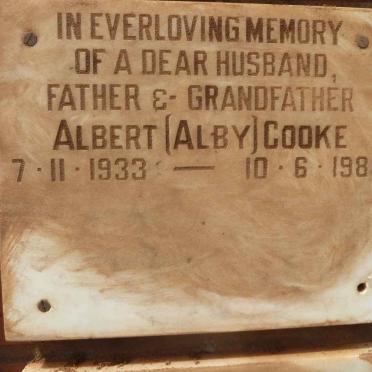 IN EVERLOVING MEMORY
OF A DEAR HUSBAND,
FATHER & GRANDFATHER
ALBERT (ALBY) COOKE
7·11·1933 — 10·6·198